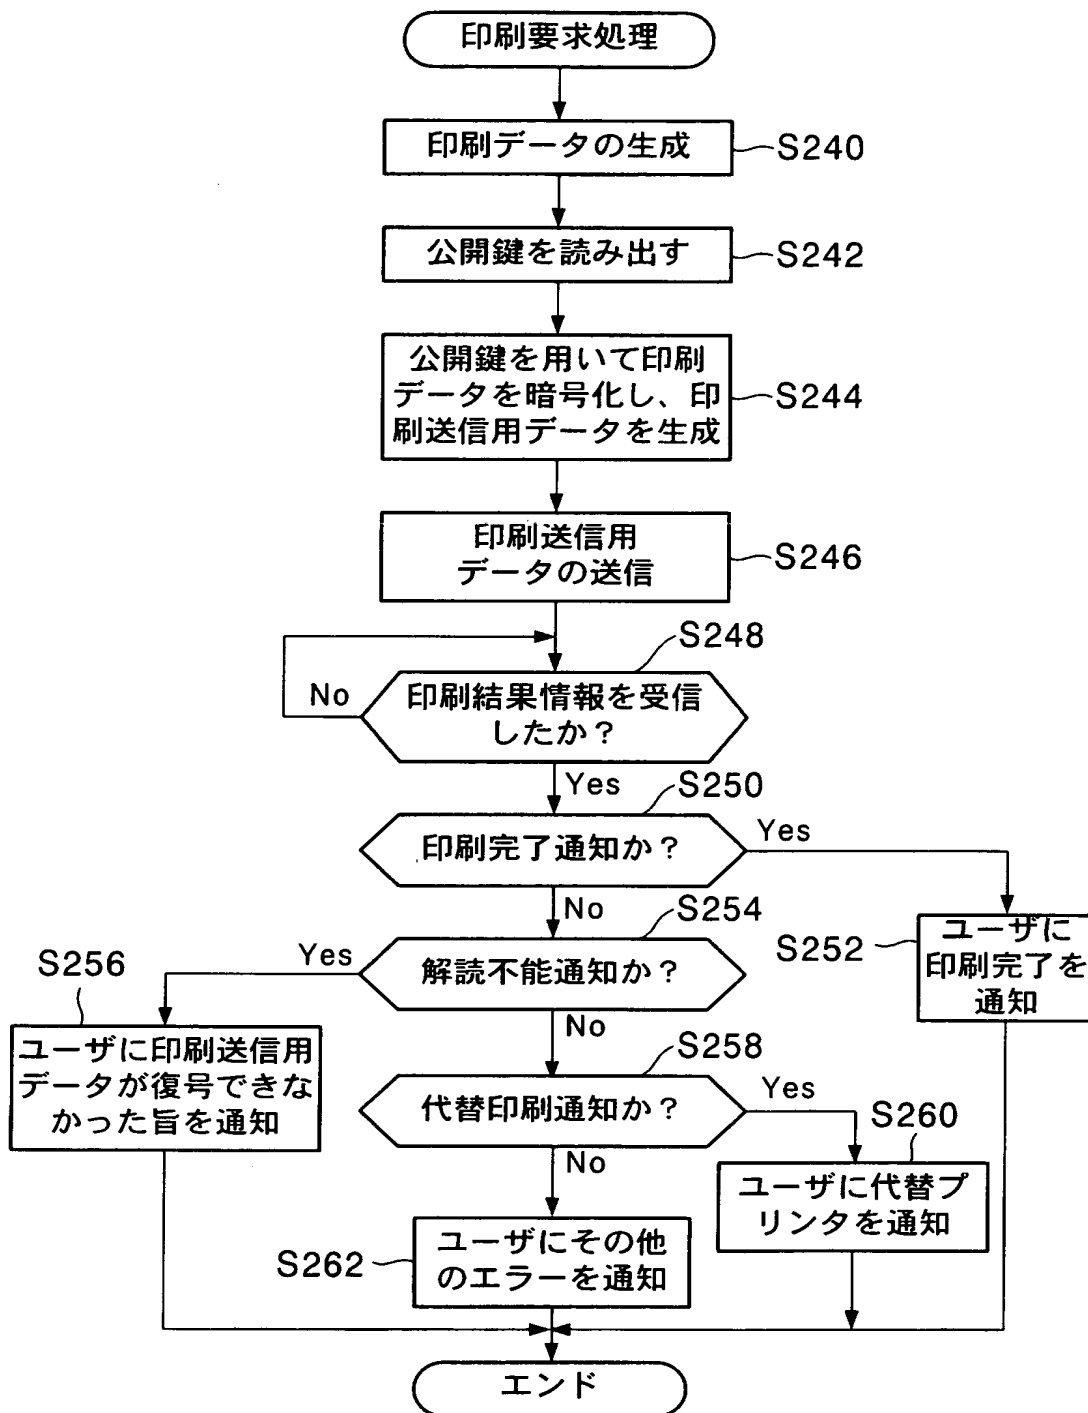 印刷要求処理
印刷データの生成
S240
公開鍵を読み出す
S242
公開鍵を用いて印刷
データを暗号化し、印
刷送信用データを生成
S244
印刷送信用
データの送信
S246
S248
No
印刷結果情報を受信
したか？
Yes
S250
印刷完了通知か？
Yes
No
S254
S252
ユーザに
印刷完了を
通知
S256
Yes
解読不能通知か？
No
ユーザに印刷送信用
データが復号できな
かった旨を通知
S258
代替印刷通知か？
Yes
S260
No
ユーザに代替プ
リンタを通知
S262
ユーザにその他
のエラーを通知
エンド